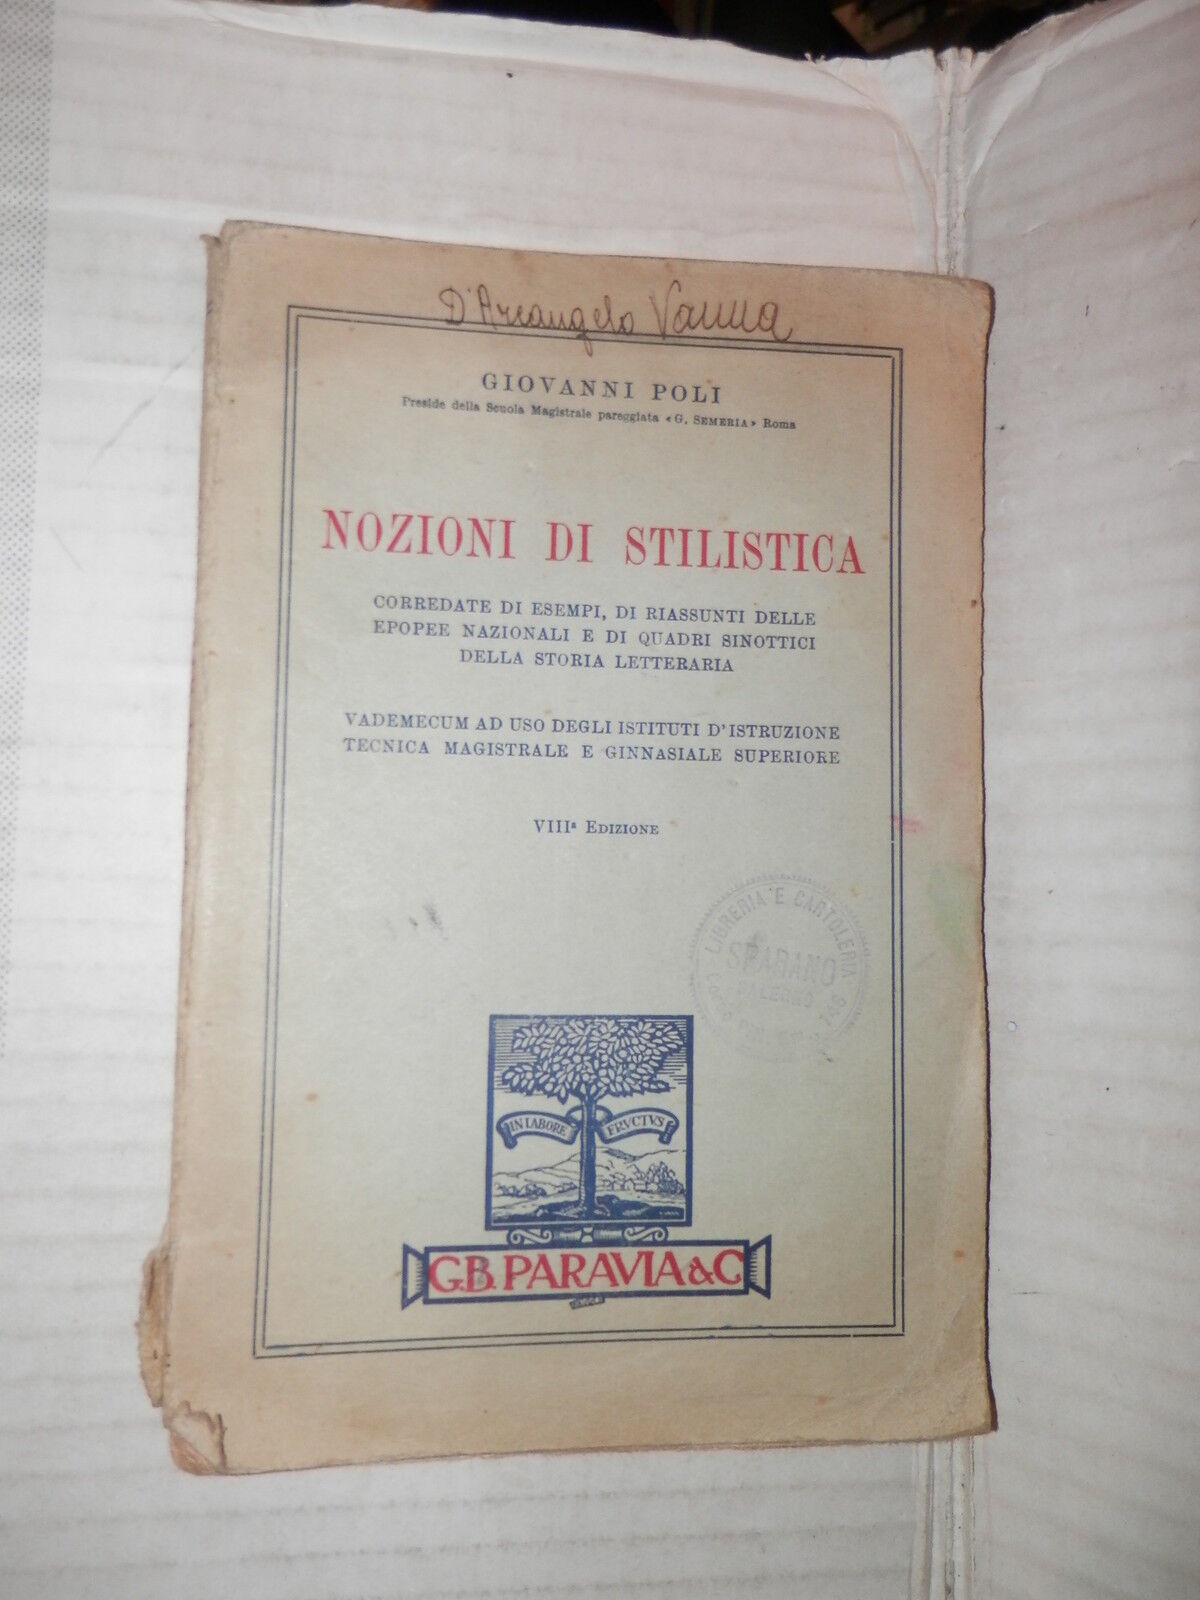 D'Arcangelo Vanna
GIOVANNI POLI
Preside della Scuola Magistrale pareggiata «G. SEMERIA» Roma
NOZIONI DI STILISTICA
CORREDATE DI ESEMPI, DI RIASSUNTI DELLE
EPOPEE NAZIONALI E DI QUADRI SINOTTICI
DELLA STORIA LETTERARIA
VADEMECUM AD USO DEGLI ISTITUTI D'ISTRUZIONE
TECNICA MAGISTRALE E GINNASIALE SUPERIORE
VIIIª EDIZIONE
LIBRERIA E CARTOLERIA
SPARANO
IN LABORE FRVCTVS
G.B. PARAVIA & C